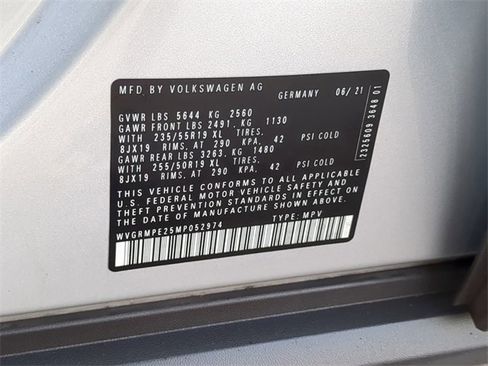 MFD. BY VOLKSWAGEN AG
GERMANY 06/21
GVWR LBS 5644 KG 2560
GAWR FRONT LBS 2491. KG 1130
235/55R19 XL TIRES.
8JX19 RIMS, AT 290 KPA, 42 PSI COLD
GAWR REAR LBS 3263. KG 1480
255/50R19 XL TIRES.
8JX19 RIMS, AT 290 KPA, 42 PSI COLD
THIS VEHICLE CONFORMS TO ALL APPLICABLE
U.S. FEDERAL MOTOR VEHICLE SAFETY AND
THEFT PREVENTION STANDARDS IN EFFECT ON
THE DATE OF MANUFACTURE SHOWN ABOVE.
WVGRMPE25MP052974 TYPE: MPV
12325609 3648 01